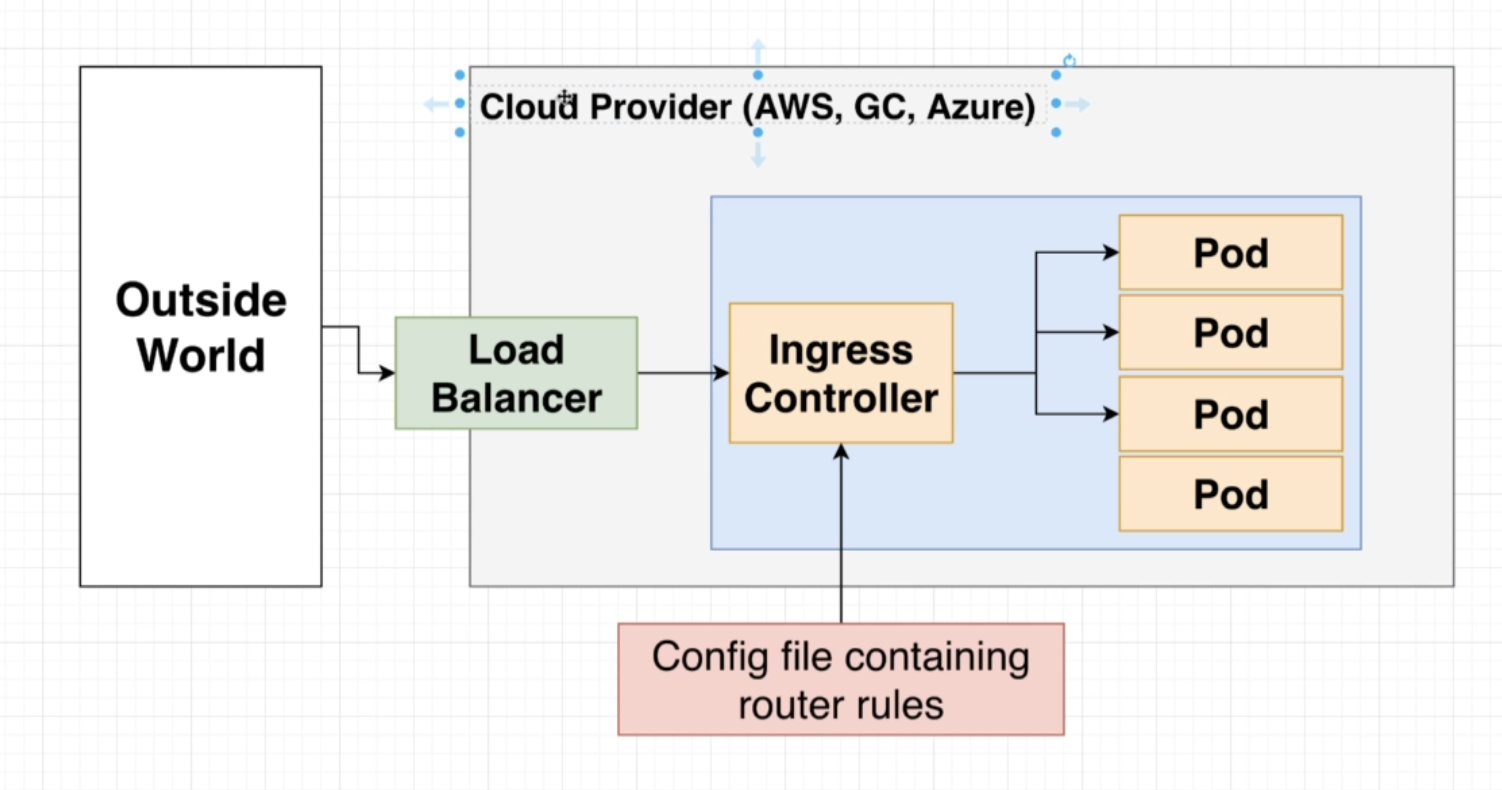 Cloud Provider (AWS, GC, Azure)
Outside
World
Load
Balancer
Ingress
Controller
Pod
Pod
Pod
Pod
Config file containing
router rules